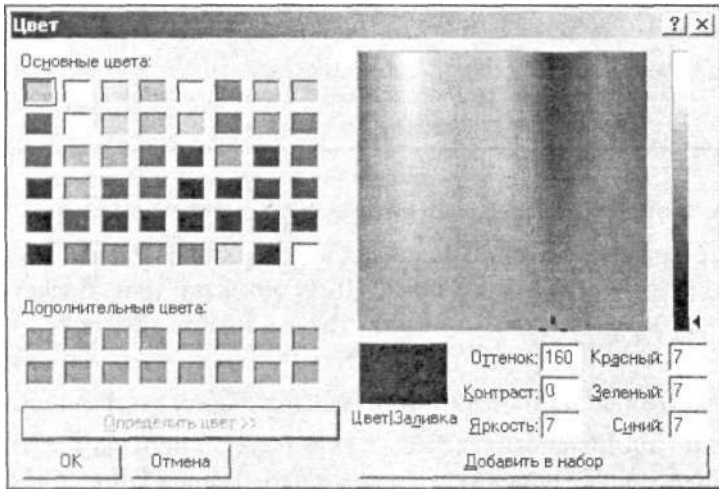 Цвет
Основные цвета:
Дополнительные цвета:
Определить цвет >>
OK Отмена
Цвет|Заливка
Оттенок: 160 Красный: 7
Контраст: 0 Зеленый: 7
Яркость: 7 Синий: 7
Добавить в набор